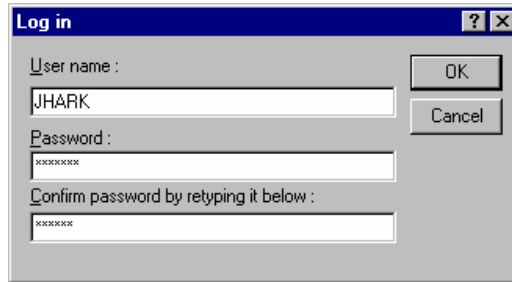 Log in
User name :
OK
JHARK
Cancel
Password :
*******
Confirm password by retyping it below :
******